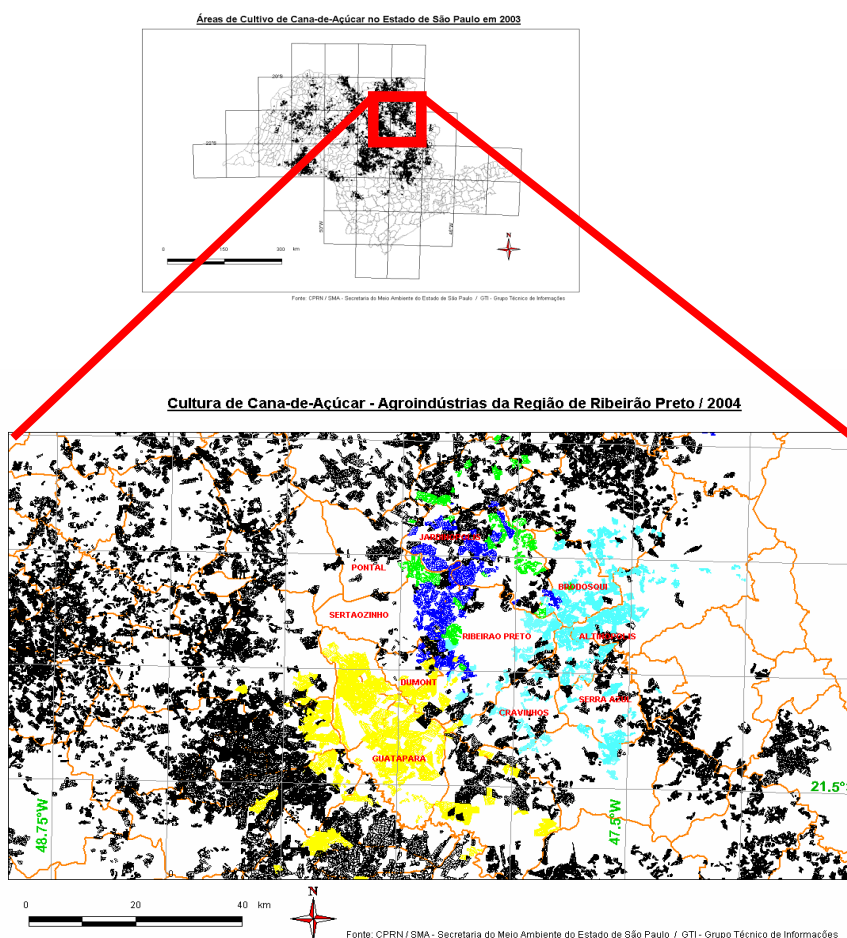 Áreas de Cultivo de Cana-de-Açúcar no Estado de São Paulo em 2003
20°S
22°S
50°W
N
0 150 300 km
Fonte: CPRN / SMA - Secretaria do Meio Ambiente do Estado de São Paulo / GTI - Grupo Técnico de Informações
Cultura de Cana-de-Açúcar - Agroindústrias da Região de Ribeirão Preto / 2004
PONTAL
BRODOSQUI
SERTAOZINHO
RIBEIRAO PRETO
DUMONT
SERRA AZUL
CRAVINHOS
GUATAPARA
21.5°S
48.75°W
47.5°W
0
N
0 20 40 km
Fonte: CPRN / SMA - Secretaria do Meio Ambiente do Estado de São Paulo / GTI - Grupo Técnico de Informações